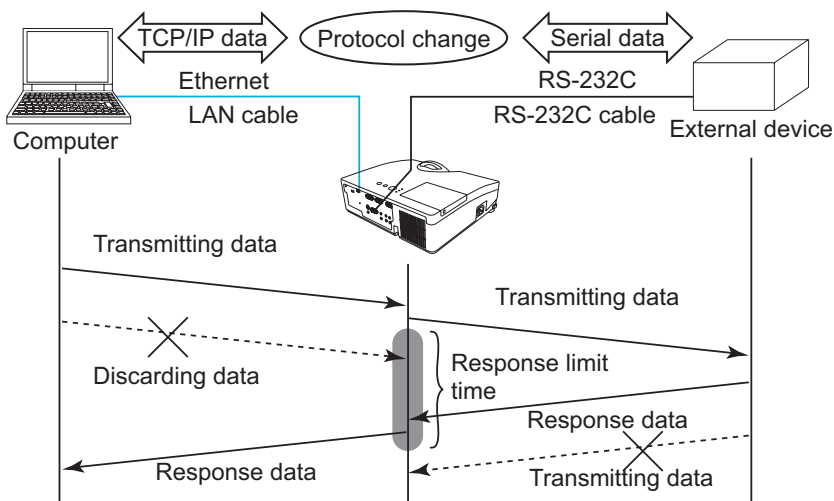 TCP/IP data
Protocol change
Serial data
Ethernet
RS-232C
LAN cable
RS-232C cable
Computer
External device
Transmitting data
Transmitting data
Discarding data
Response limit
time
Response data
Response data
Transmitting data